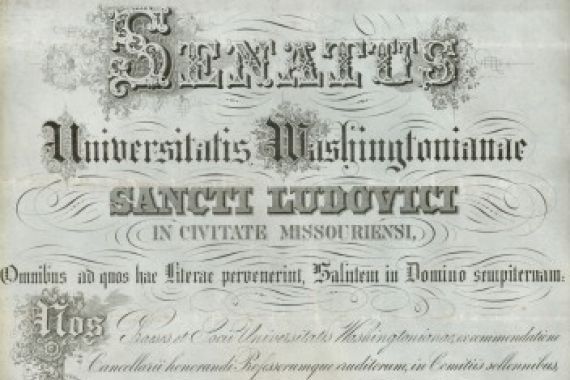 Senatus
Universitatis Washingtonianae
SANCTI LUDOVICI
IN CIVITATE MISSOURIENSI,
Omnibus ad quos hae Literae pervenerint, Salutem in Domino sempiternam:
Nos Praeses et Socii Universitatis Washingtonianae, ex commendatione
Cancellarii honorandi Professorumque eruditorum, in Comitiis sollennibus,